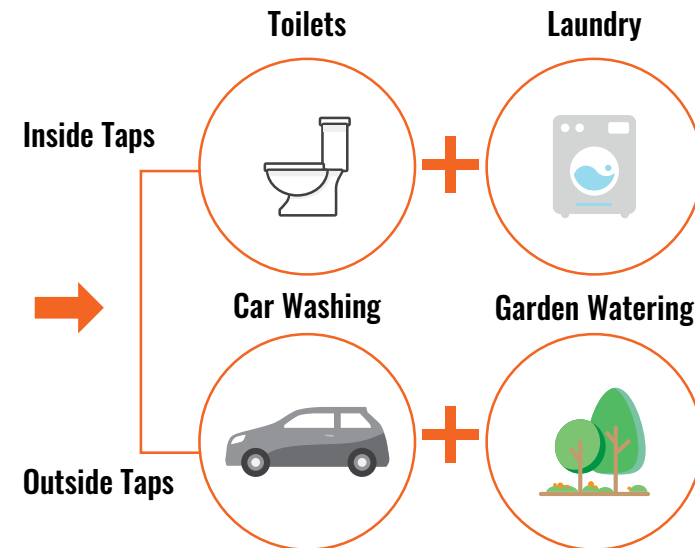 Toilets
Laundry
Inside Taps
Car Washing
Garden Watering
Outside Taps